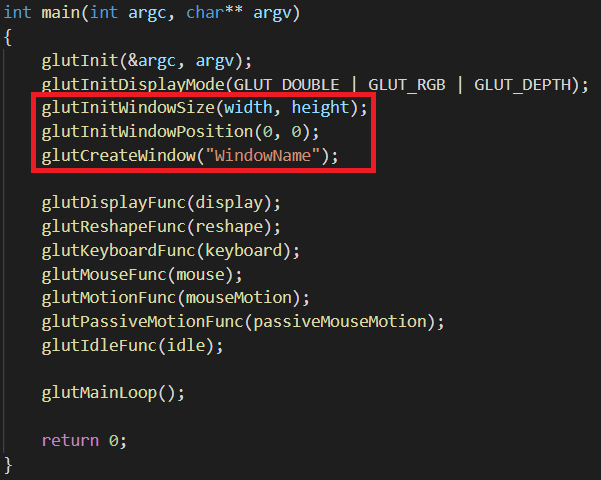 int main(int argc, char** argv)
{
glutInit(&argc, argv);
glutInitDisplayMode(GLUT_DOUBLE | GLUT_RGB | GLUT_DEPTH);
glutInitWindowSize(width, height);
glutInitWindowPosition(0, 0);
glutCreateWindow("WindowName");
glutDisplayFunc(display);
glutReshapeFunc(reshape);
glutKeyboardFunc(keyboard);
glutMouseFunc(mouse);
glutMotionFunc(mouseMotion);
glutPassiveMotionFunc(passiveMouseMotion);
glutIdleFunc(idle);
glutMainLoop();
return 0;
}